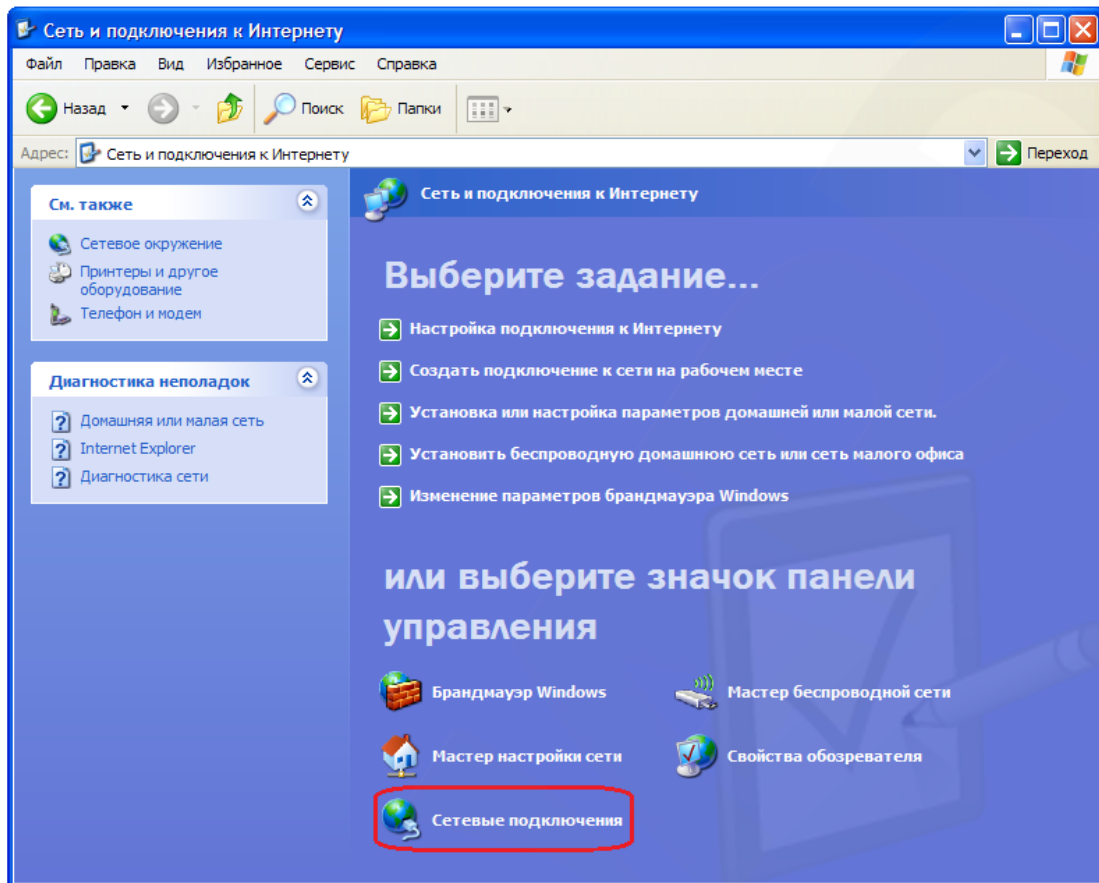 Сеть и подключения к Интернету
Файл Правка Вид Избранное Сервис Справка
Назад Поиск Папки
Адрес: Сеть и подключения к Интернету Переход
См. также
Сетевое окружение
Принтеры и другое
оборудование
Телефон и модем
Диагностика неполадок
Домашняя или малая сеть
Internet Explorer
Диагностика сети
Сеть и подключения к Интернету
Выберите задание...
Настройка подключения к Интернету
Создать подключение к сети на рабочем месте
Установка или настройка параметров домашней или малой сети.
Установить беспроводную домашнюю сеть или сеть малого офиса
Изменение параметров брандмауэра Windows
или выберите значок панели
управления
Брандмауэр Windows
Мастер беспроводной сети
Мастер настройки сети
Свойства обозревателя
Сетевые подключения